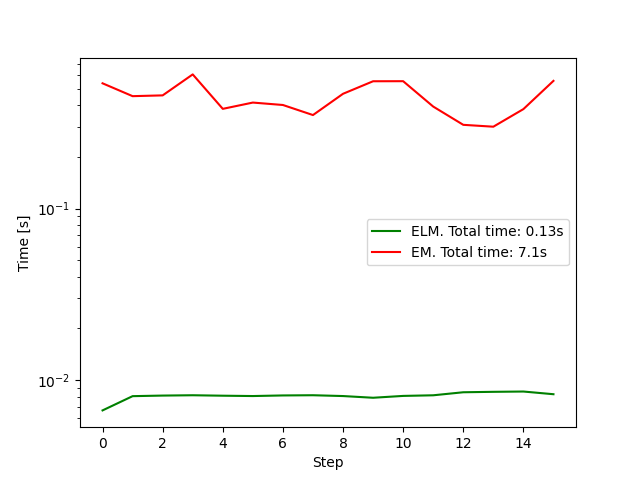 10⁻¹
10⁻²
Time [s]
ELM. Total time: 0.13s
EM. Total time: 7.1s
0 2 4 6 8 10 12 14
Step